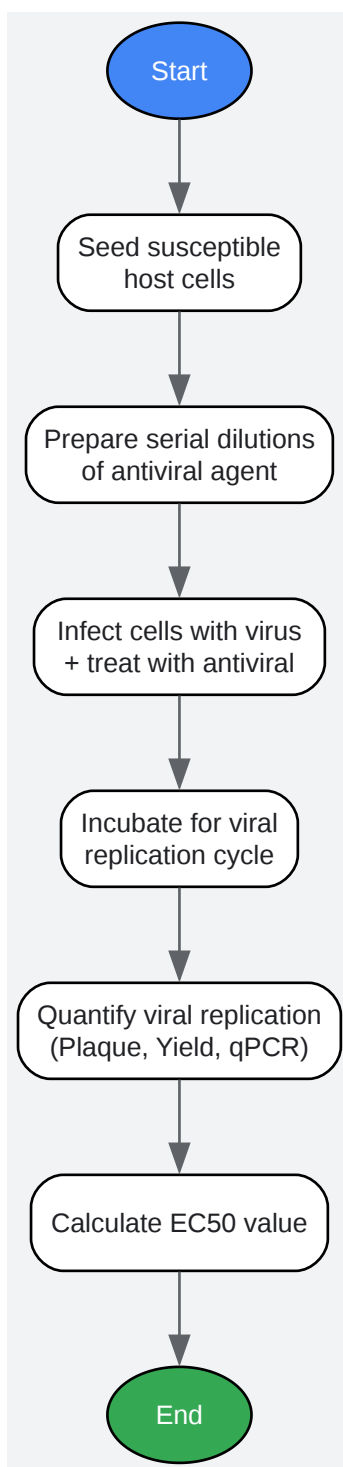 Start
Seed susceptible
host cells
Prepare serial dilutions
of antiviral agent
Infect cells with virus
+ treat with antiviral
Incubate for viral
replication cycle
Quantify viral replication
(Plaque, Yield, qPCR)
Calculate EC50 value
End